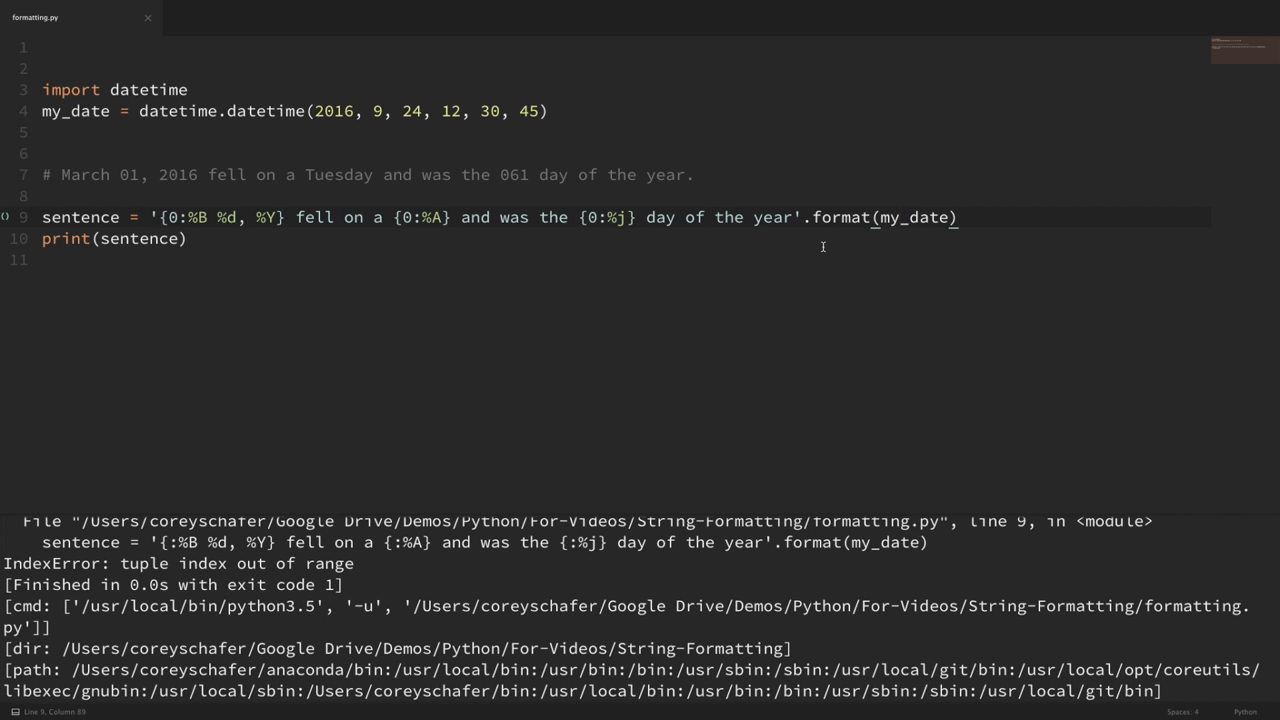 formatting.py ×
1
2
3 import datetime
4 my_date = datetime.datetime(2016, 9, 24, 12, 30, 45)
5
6
7 # March 01, 2016 fell on a Tuesday and was the 061 day of the year.
8
() 9 sentence = '{0:%B %d, %Y} fell on a {0:%A} and was the {0:%j} day of the year'.format(my_date)
10 print(sentence)
11
File "/Users/coreyschafer/Google Drive/Demos/Python/For-Videos/String-Formatting/formatting.py", line 9, in <module>
sentence = '{:%B %d, %Y} fell on a {:%A} and was the {:%j} day of the year'.format(my_date)
IndexError: tuple index out of range
[Finished in 0.0s with exit code 1]
[cmd: ['/usr/local/bin/python3.5', '-u', '/Users/coreyschafer/Google Drive/Demos/Python/For-Videos/String-Formatting/formatting.
py']]
[dir: /Users/coreyschafer/Google Drive/Demos/Python/For-Videos/String-Formatting]
[path: /Users/coreyschafer/anaconda/bin:/usr/local/bin:/usr/bin:/bin:/usr/sbin:/sbin:/usr/local/git/bin:/usr/local/opt/coreutils/
libexec/gnubin:/usr/local/sbin:/Users/coreyschafer/bin:/usr/bin:/bin:/usr/sbin:/sbin:/usr/local/git/bin]
Line 9, Column 89 Spaces: 4 Python